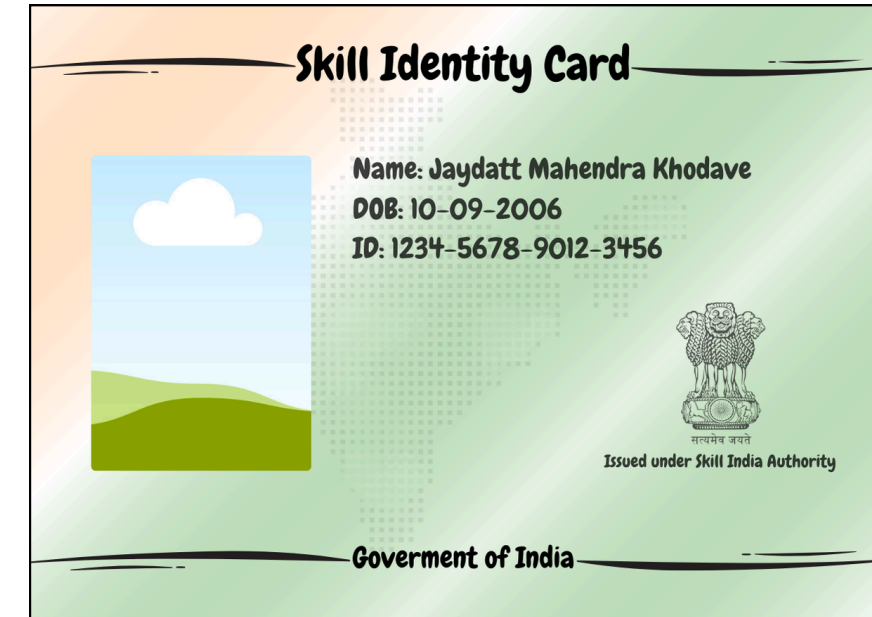 Skill Identity Card
Name: Jaydatt Mahendra Khodave
DOB: 10-09-2006
ID: 1234-5678-9012-3456
सत्यमेव जयते
Issued under Skill India Authority
Goverment of India